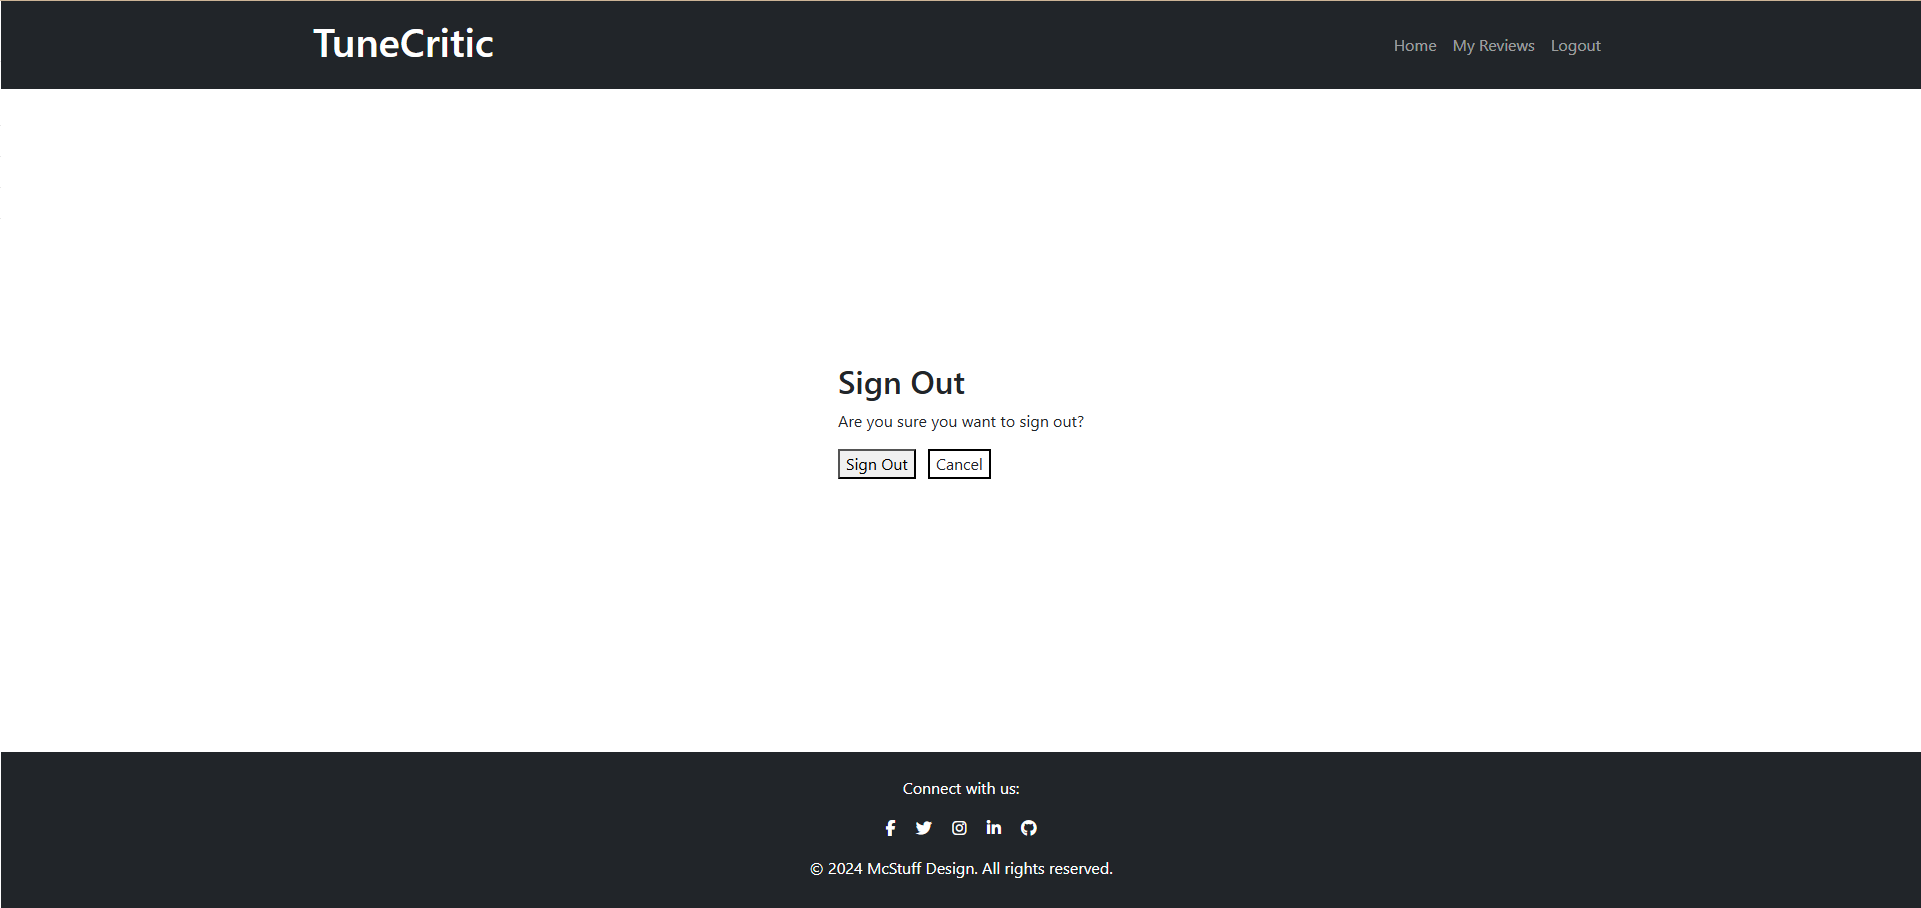 TuneCritic
Home My Reviews Logout
Sign Out
Are you sure you want to sign out?
Sign Out Cancel
Connect with us:
© 2024 McStuff Design. All rights reserved.